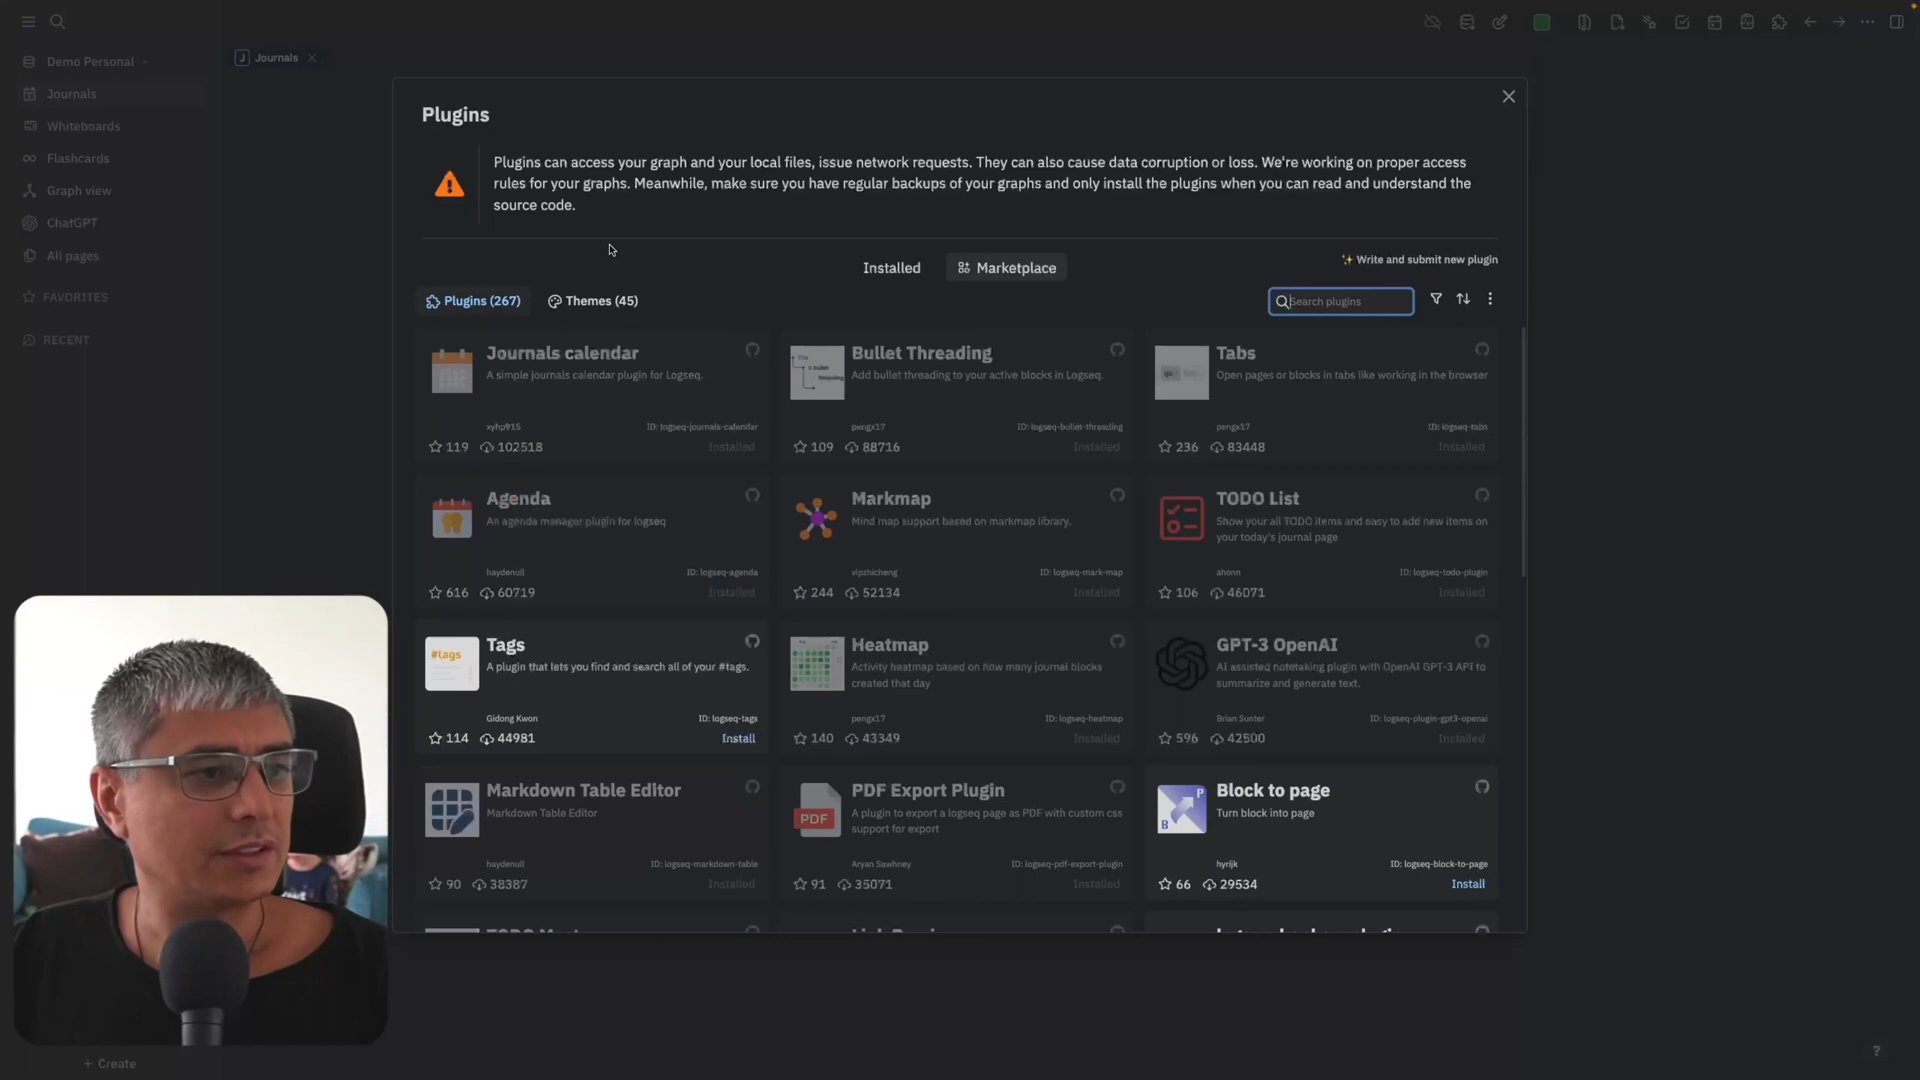 Demo Personal
J Journals
Journals
Whiteboards
Flashcards
Graph view
ChatGPT
All pages
FAVORITES
RECENT
Plugins
Plugins can access your graph and your local files, issue network requests. They can also cause data corruption or loss. We're working on proper access
rules for your graphs. Meanwhile, make sure you have regular backups of your graphs and only install the plugins when you can read and understand the
source code.
Installed
Marketplace
✨ Write and submit new plugin
Plugins (267)
Themes (45)
Search plugins
Journals calendar
A simple journals calendar plugin for Logseq.
xyhp915
ID: logseq-journals-calendar
119
102518
Installed
Bullet Threading
Add bullet threading to your active blocks in Logseq.
pengx17
ID: logseq-bullet-threading
109
88716
Installed
Tabs
Open pages or blocks in tabs like working in the browser
pengx17
ID: logseq-tabs
236
83448
Installed
Agenda
An agenda manager plugin for logseq
haydenull
ID: logseq-agenda
616
60719
Installed
Markmap
Mind map support based on markmap library.
vipzhicheng
ID: logseq-mark-map
244
52134
Installed
TODO List
Show your all TODO items and easy to add new items on
your today's journal page
ahonn
ID: logseq-todo-plugin
106
46071
Installed
#tags
Tags
A plugin that lets you find and search all of your #tags.
Gidong Kwon
ID: logseq-tags
114
44981
Install
Heatmap
Activity heatmap based on how many journal blocks
created that day
pengx17
ID: logseq-heatmap
140
43349
Installed
GPT-3 OpenAI
AI assisted notetaking plugin with OpenAI GPT-3 API to
summarize and generate text.
Brian Sunter
ID: logseq-plugin-gpt3-openai
596
42500
Installed
Markdown Table Editor
Markdown Table Editor
haydenull
ID: logseq-markdown-table
90
38387
Installed
PDF
PDF Export Plugin
A plugin to export a logseq page as PDF with custom css
support for export
Aryan Sawhney
ID: logseq-pdf-export-plugin
91
35071
Installed
P
B
Block to page
Turn block into page
hyrijk
ID: logseq-block-to-page
66
29534
Install
+ Create
?